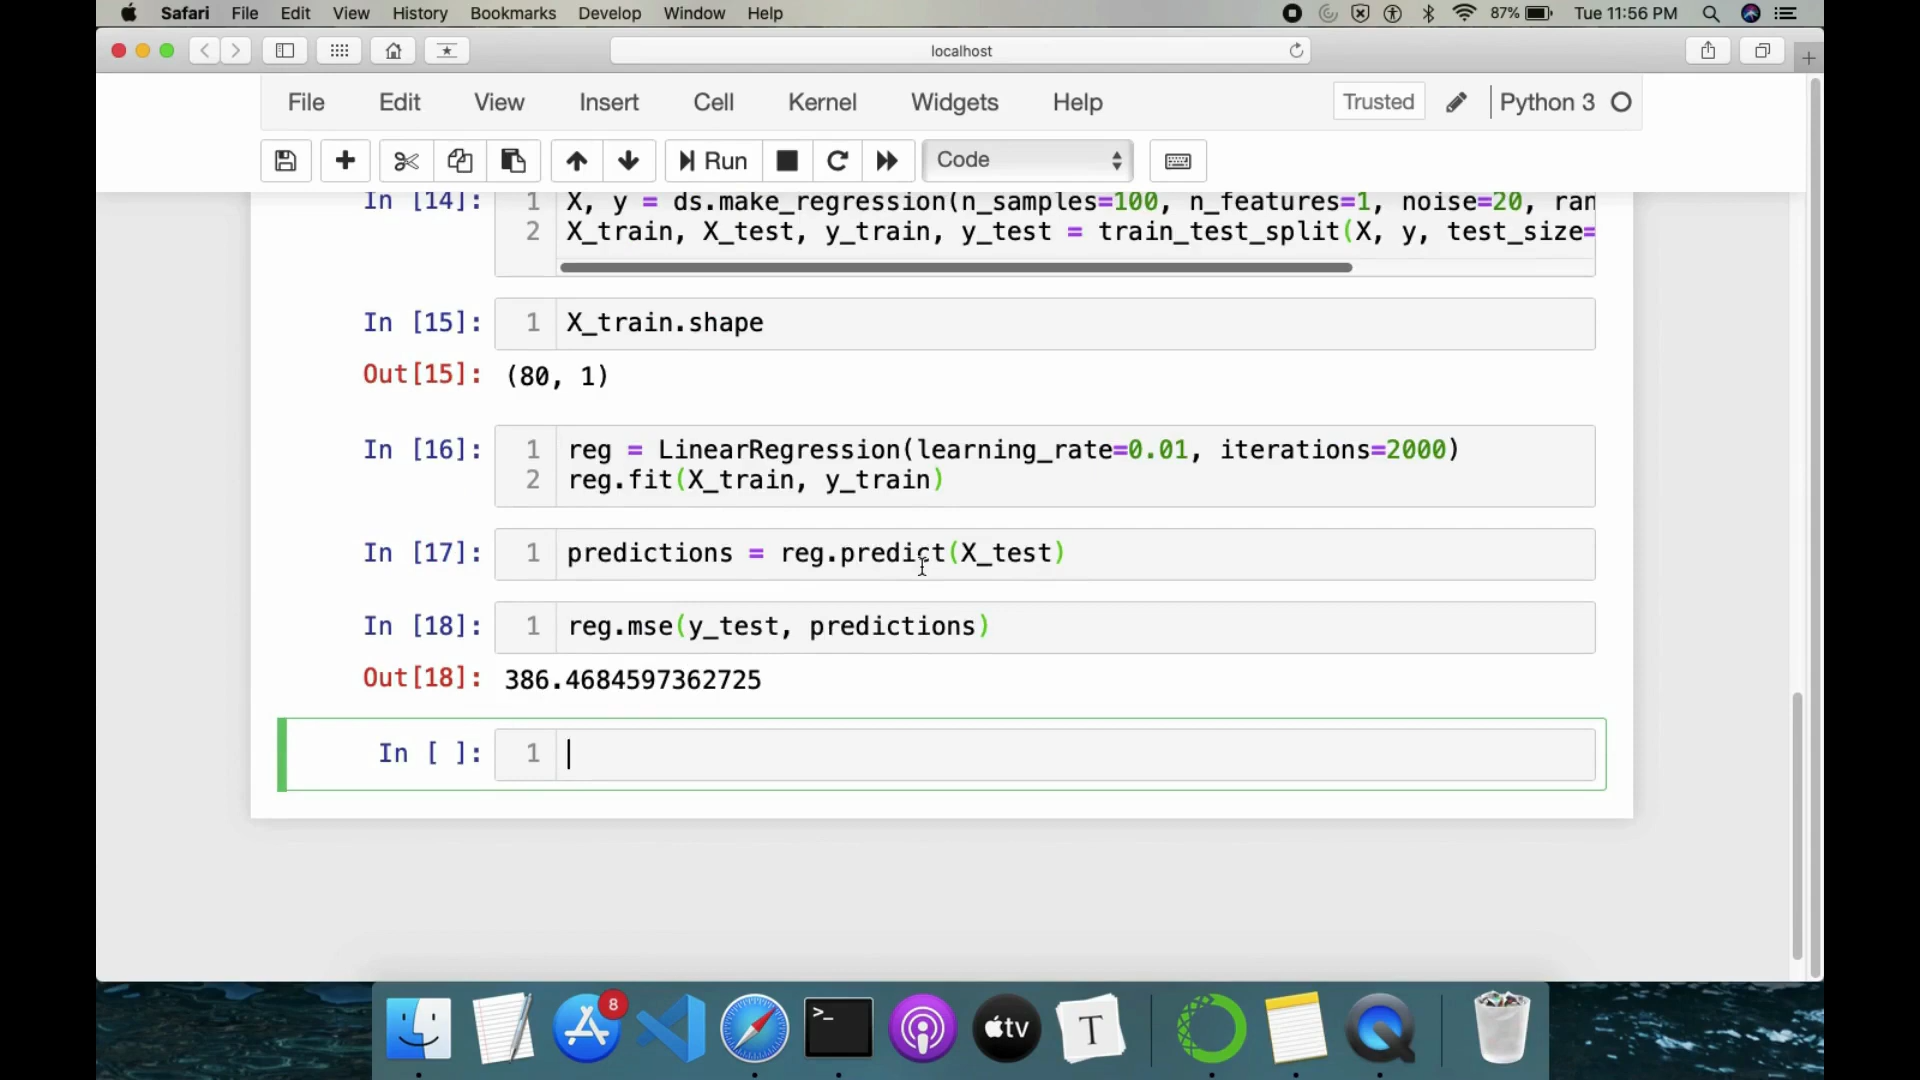 Safari File Edit View History Bookmarks Develop Window Help 87% Tue 11:56 PM
localhost
File Edit View Insert Cell Kernel Widgets Help Trusted Python 3
Run Code
In [14]: 1 X, y = ds.make_regression(n_samples=100, n_features=1, noise=20, ran
2 X_train, X_test, y_train, y_test = train_test_split(X, y, test_size=
In [15]: 1 X_train.shape
Out[15]: (80, 1)
In [16]: 1 reg = LinearRegression(learning_rate=0.01, iterations=2000)
2 reg.fit(X_train, y_train)
In [17]: 1 predictions = reg.predict(X_test)
In [18]: 1 reg.mse(y_test, predictions)
Out[18]: 386.4684597362725
In [ ]: 1
8 >_ tv T